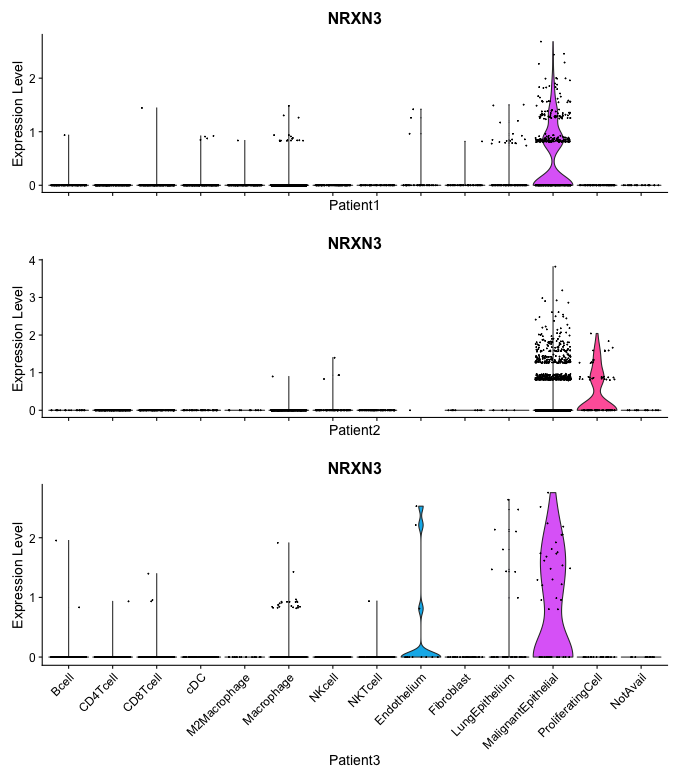 NRXN3
Expression Level
2
1
0
Patient1
NRXN3
Expression Level
4
3
2
1
0
Patient2
NRXN3
Expression Level
2
1
0
Bcell
CD4Tcell
CD8Tcell
cDC
M2Macrophage
Macrophage
NKcell
NKTcell
Endothelium
Fibroblast
LungEpithelium
MalignantEpithelial
ProliferatingCell
NotAvail
Patient3